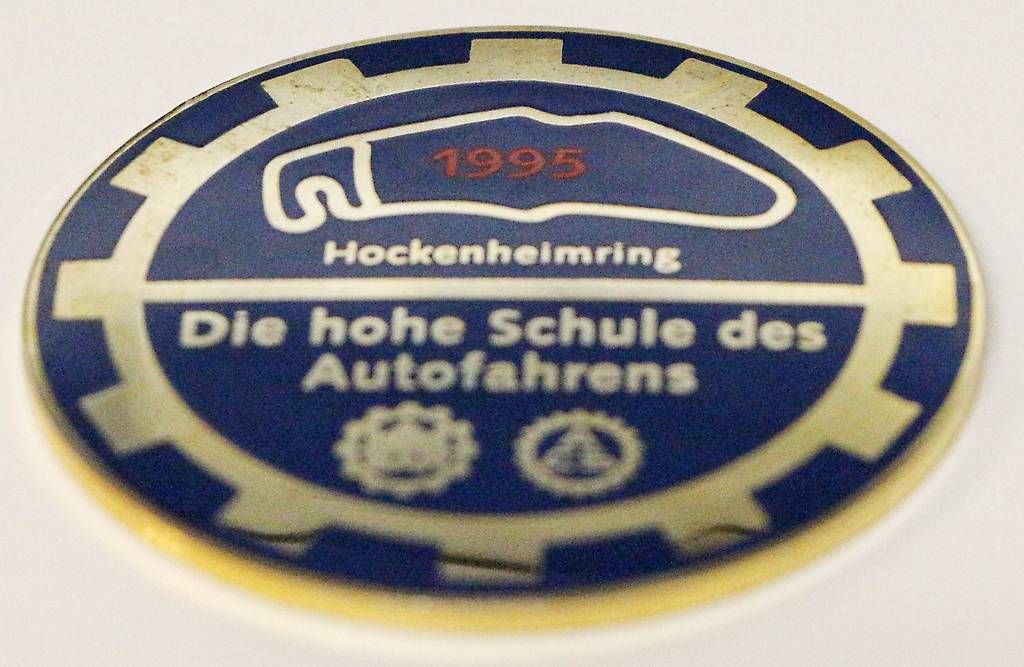 1995
Hockenheimring
Die hohe Schule des
Autofahrens